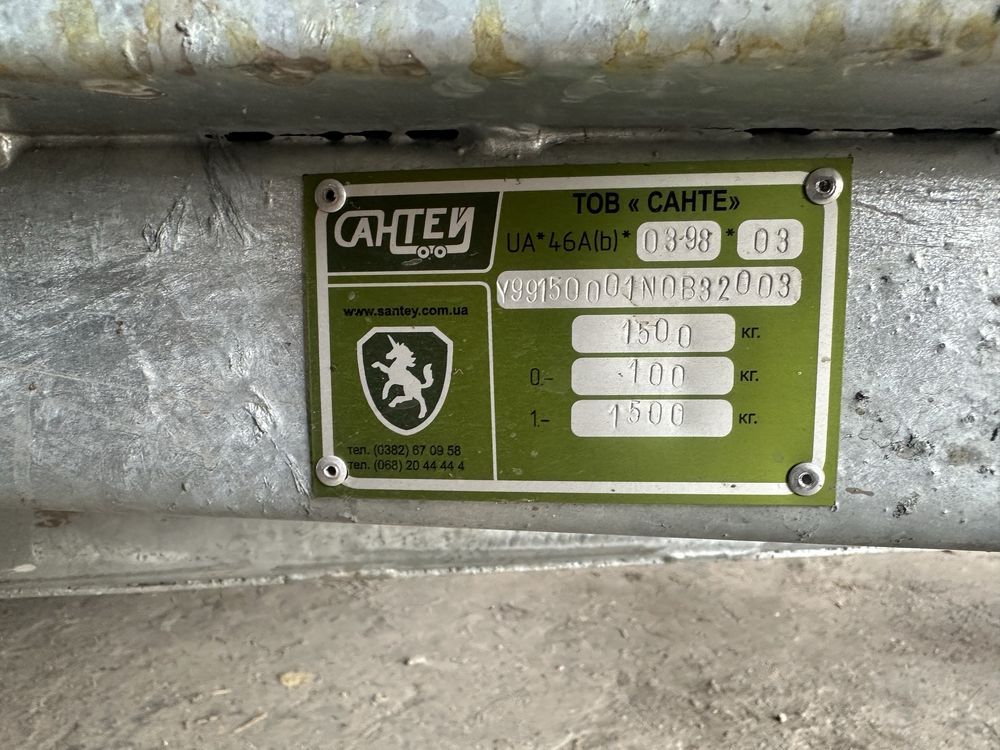 САНТЕЙ
www.santey.com.ua
тел. (0382) 67 09 58
тел. (068) 20 44 44 4
ТОВ « САНТЕ»
UA*46A(b)* 03-98 * 03
Y99150001N0B32003
1500 кг.
0.- 100 кг.
1.- 1500 кг.